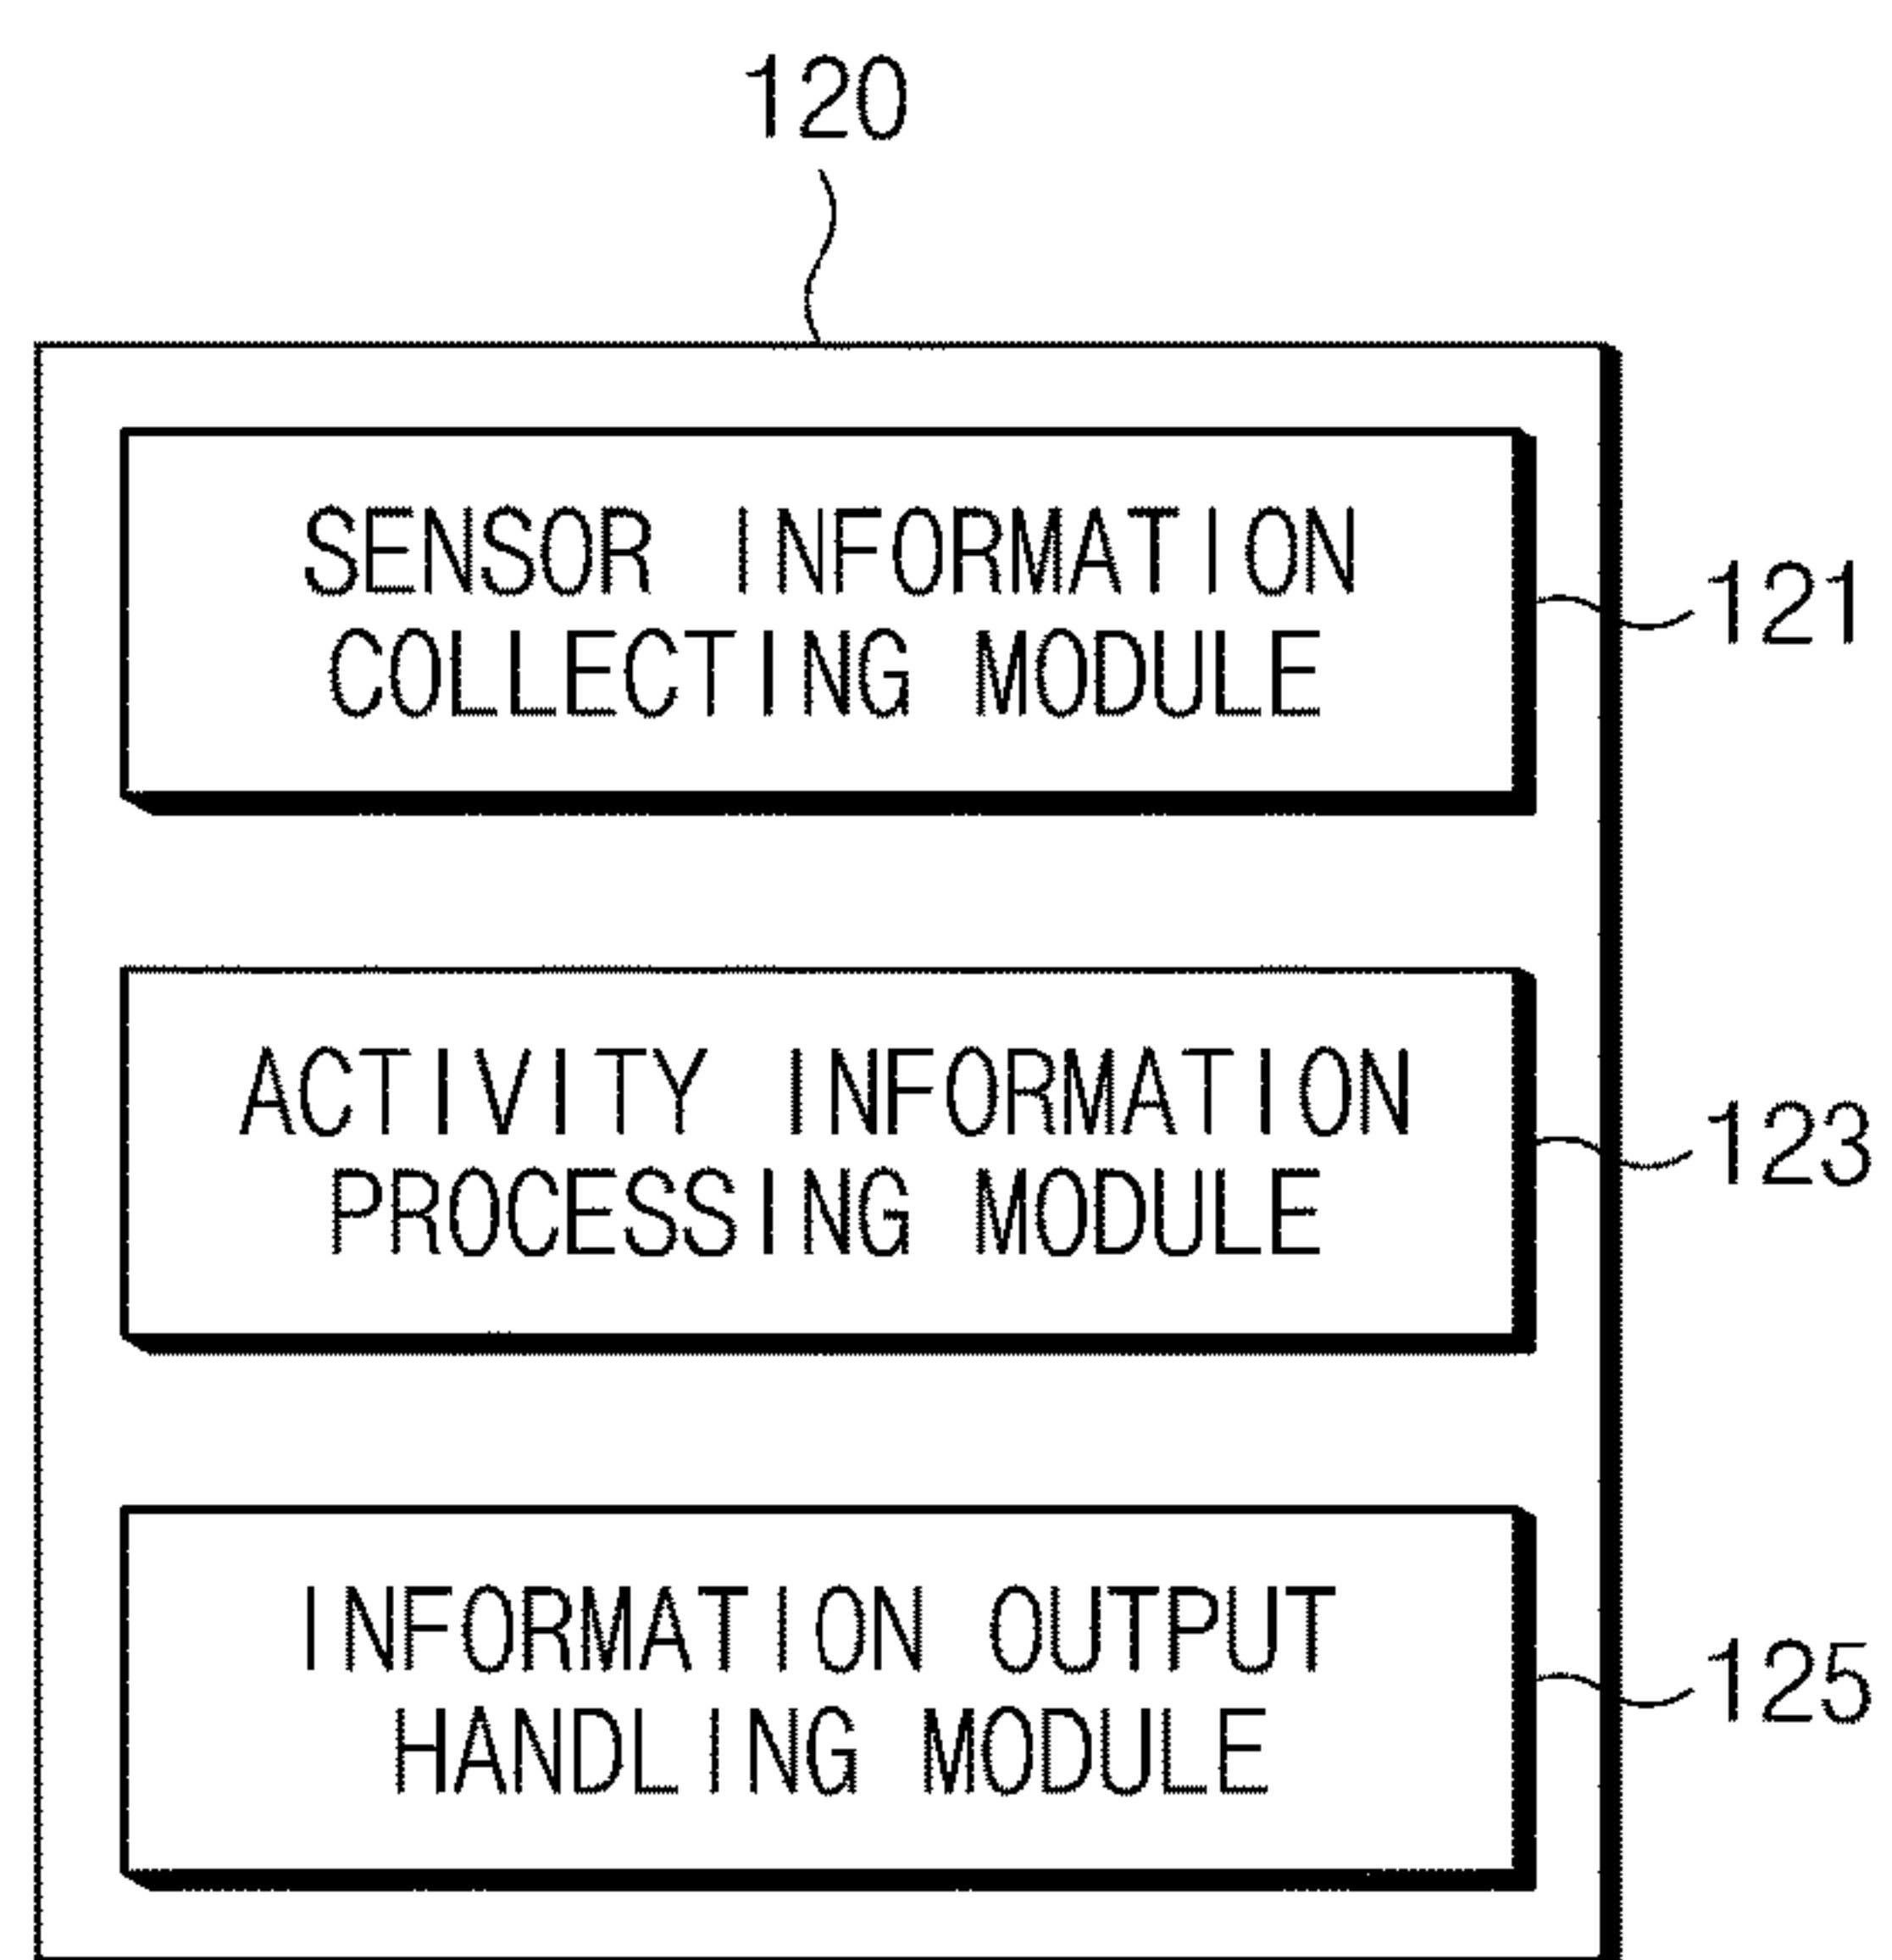 120
SENSOR INFORMATION
COLLECTING MODULE
121
ACTIVITY INFORMATION
PROCESSING MODULE
123
INFORMATION OUTPUT
HANDLING MODULE
125